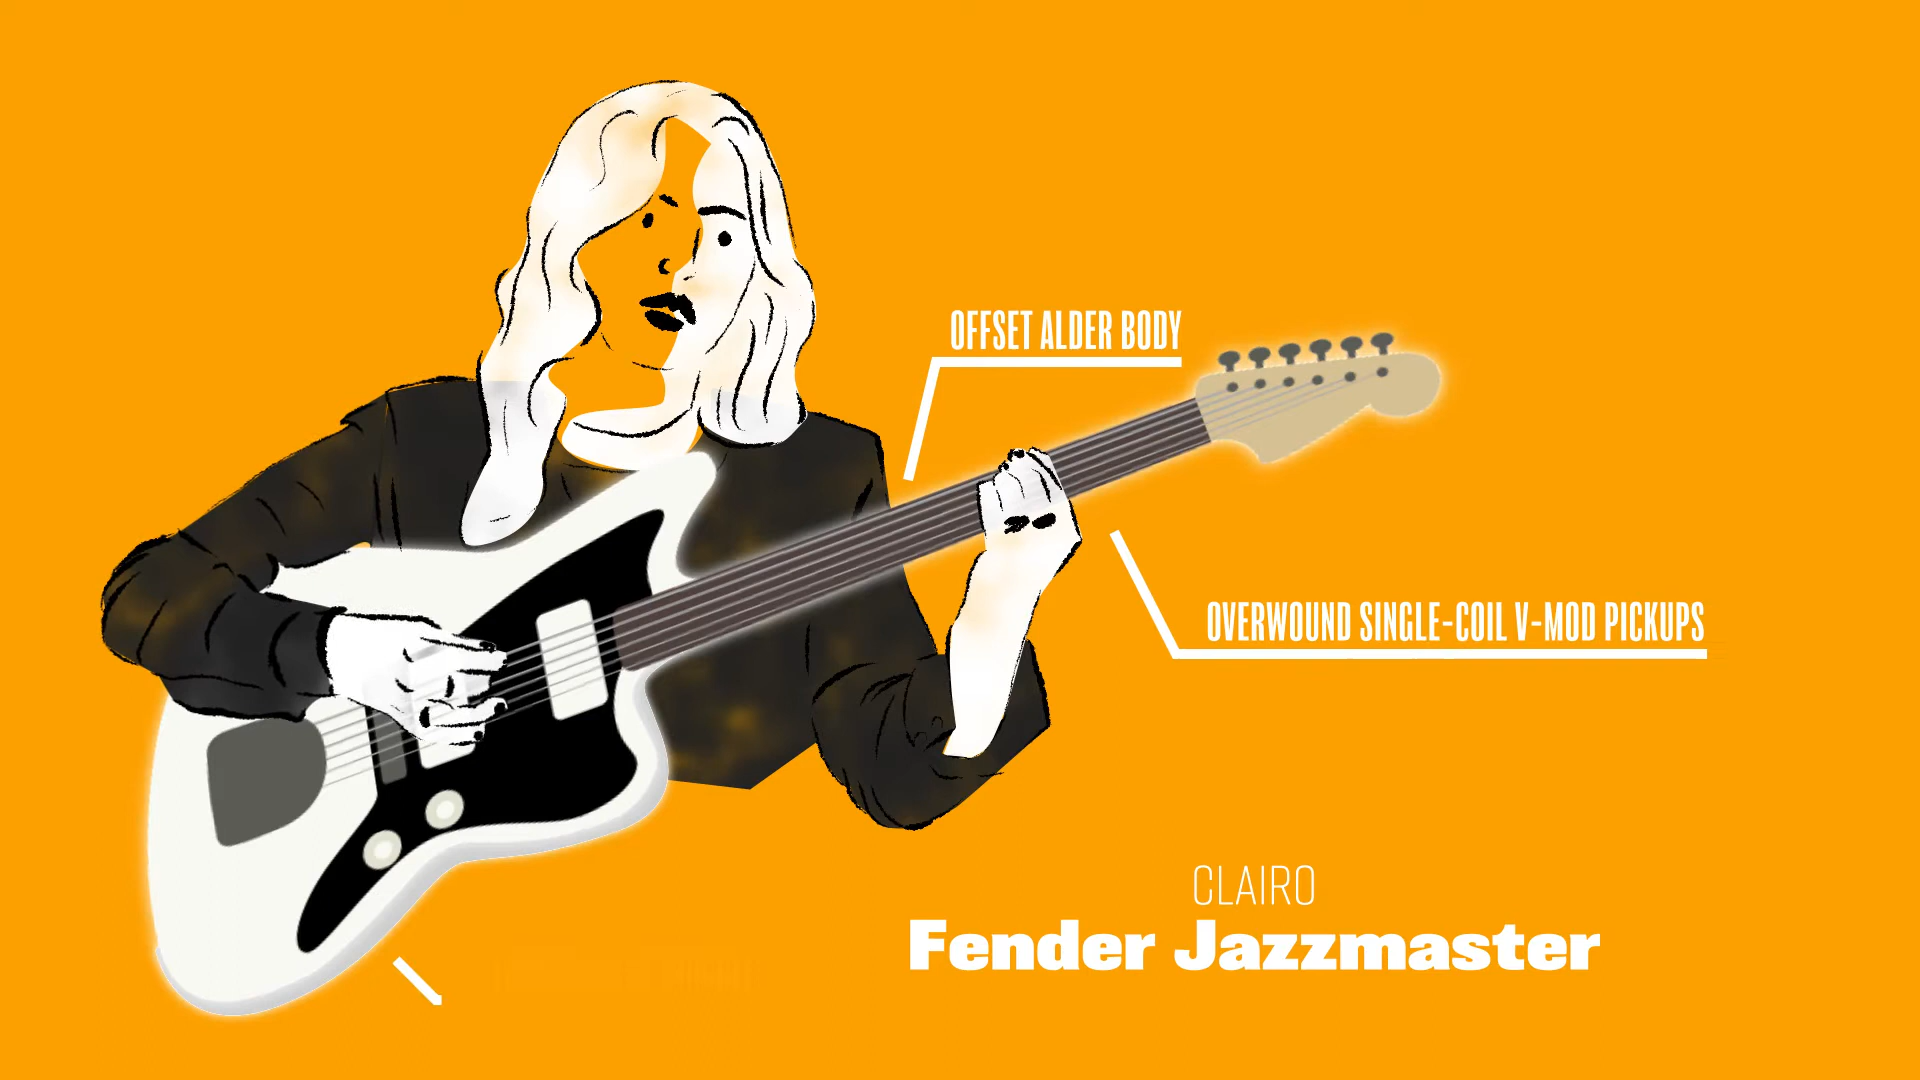 OFFSET ALDER BODY
OVERWOUND SINGLE-COIL V-MOD PICKUPS
CLAIRO
Fender Jazzmaster